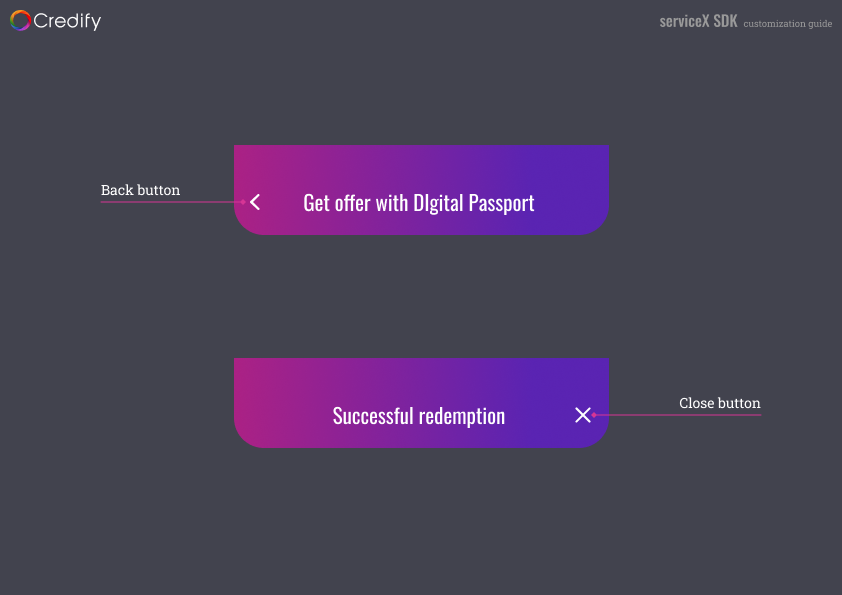 Credify
serviceX SDK customization guide
Back button
Get offer with DIgital Passport
Successful redemption
Close button